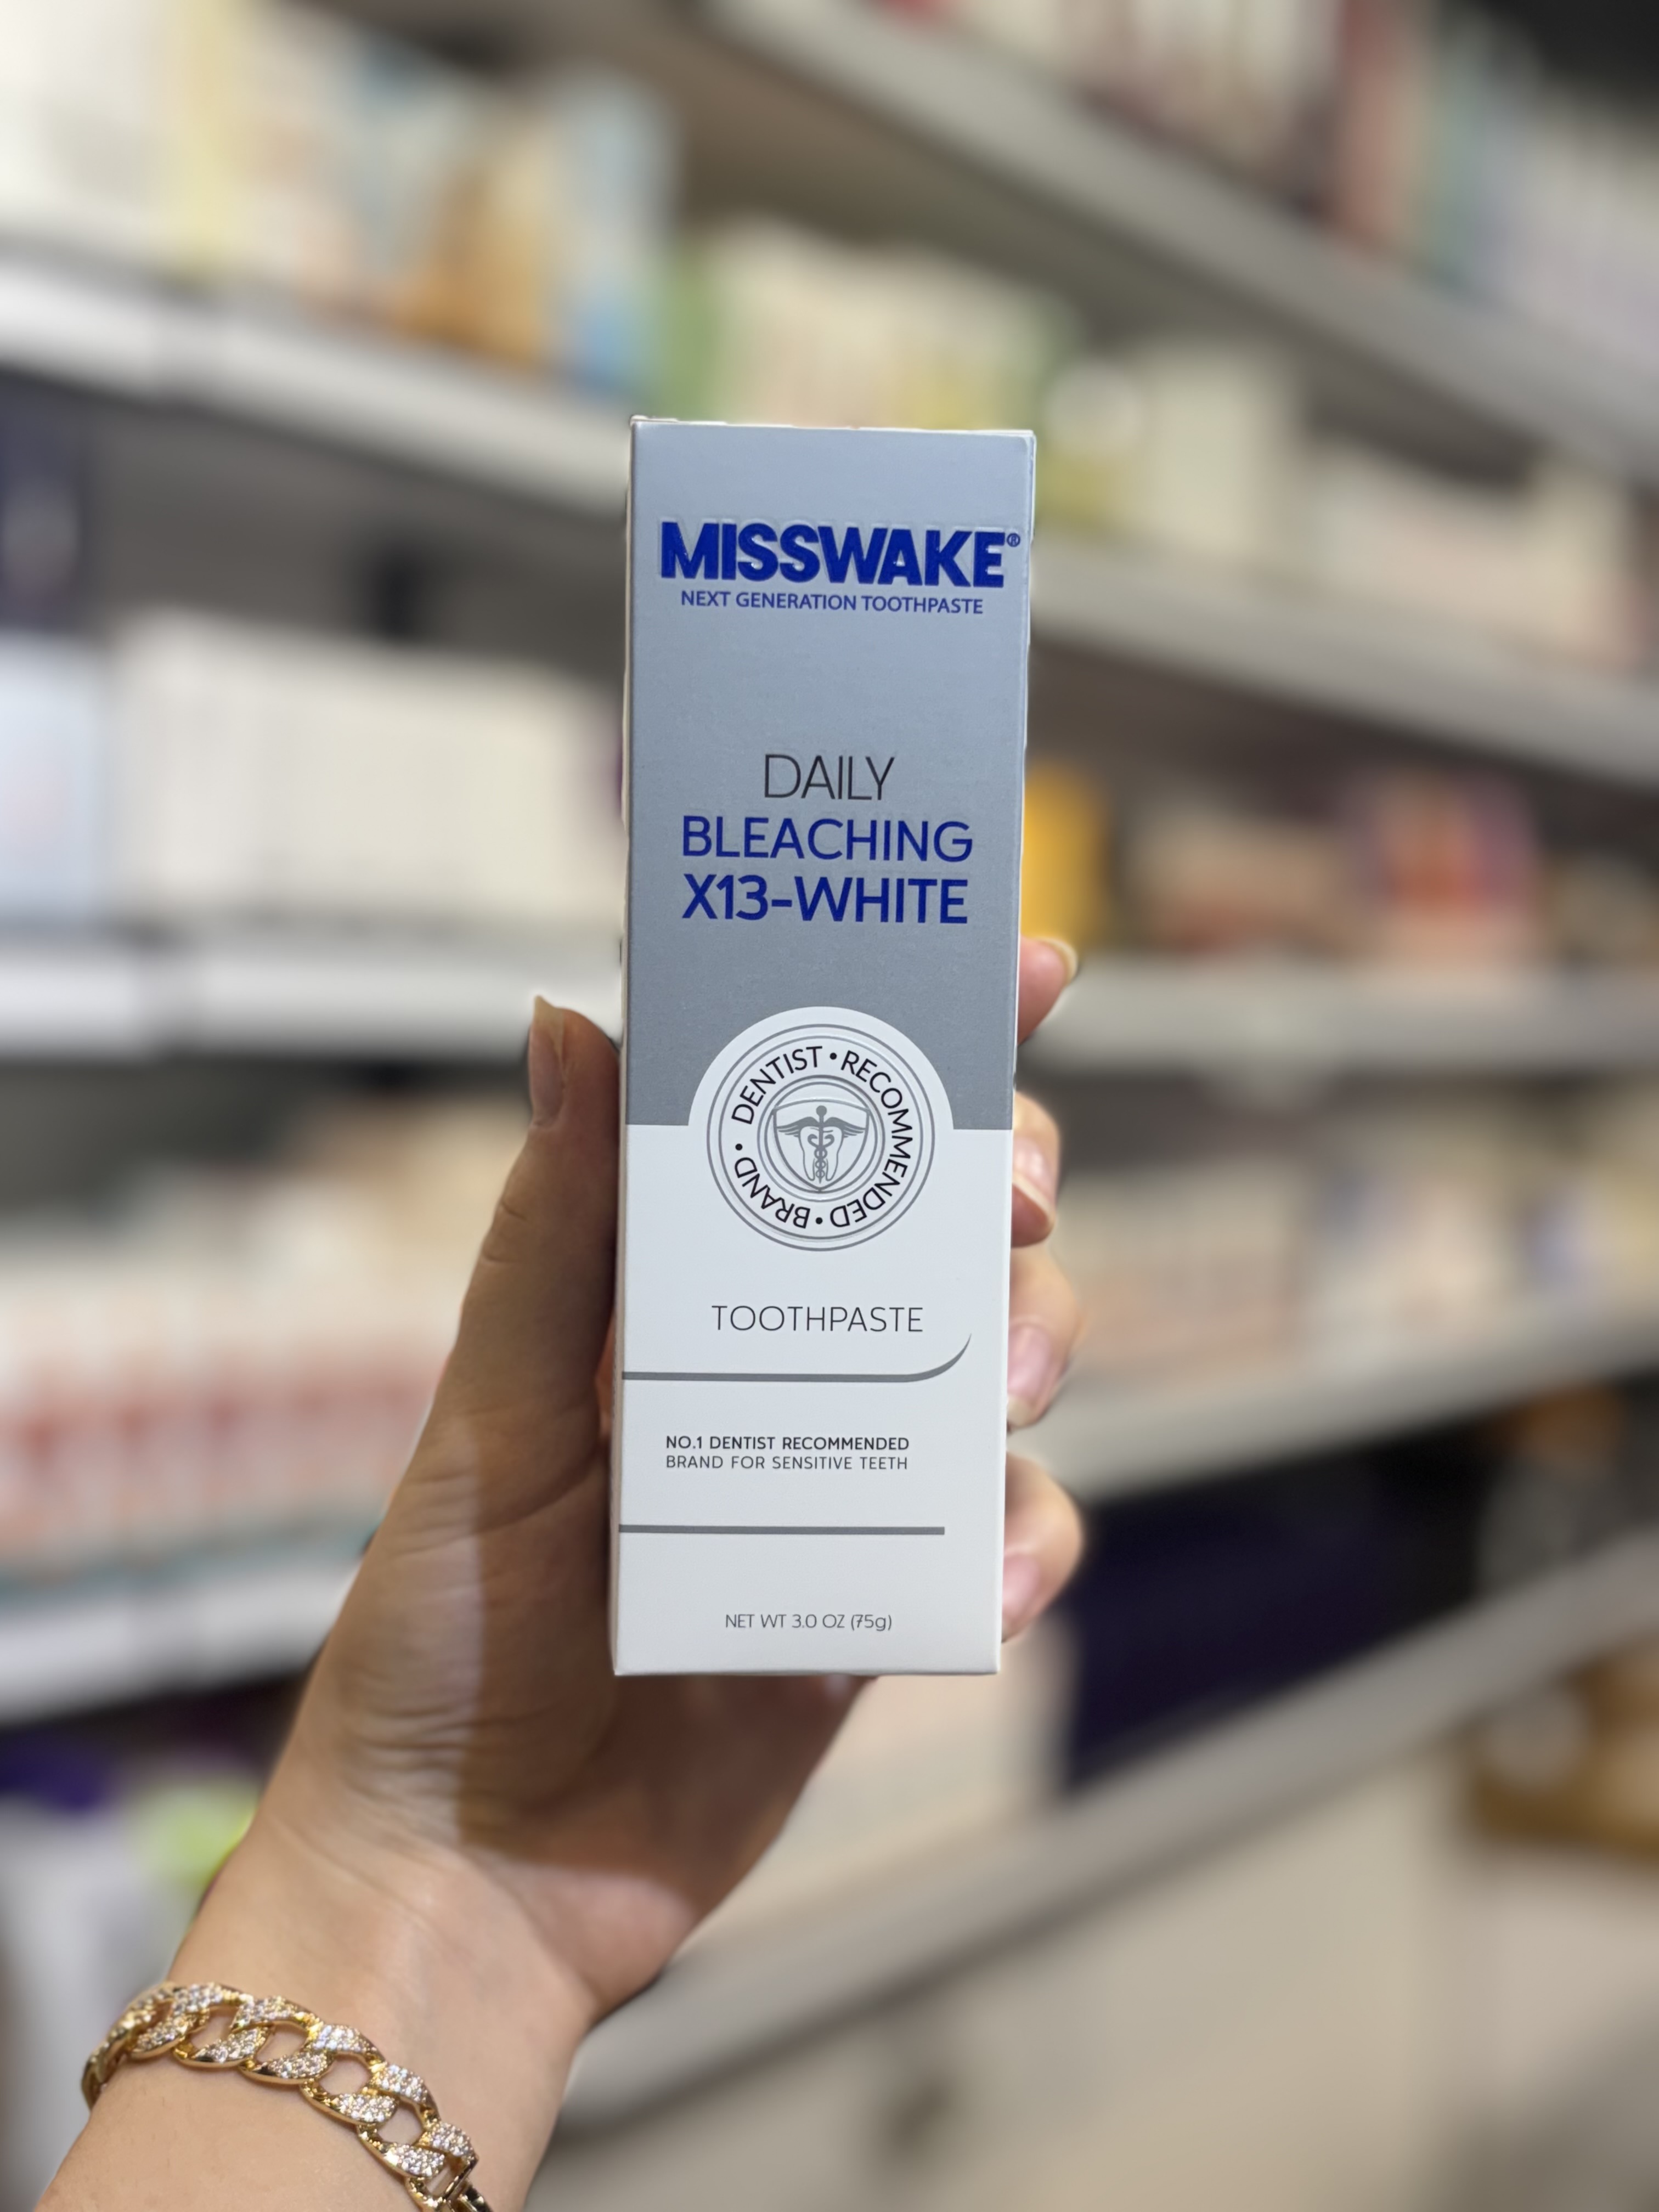 MISSWAKE®
NEXT GENERATION TOOTHPASTE
DAILY
BLEACHING
X13-WHITE
DENTIST • RECOMMENDED • BRAND •
TOOTHPASTE
NO.1 DENTIST RECOMMENDED
BRAND FOR SENSITIVE TEETH
NET WT 3.0 OZ (75g)